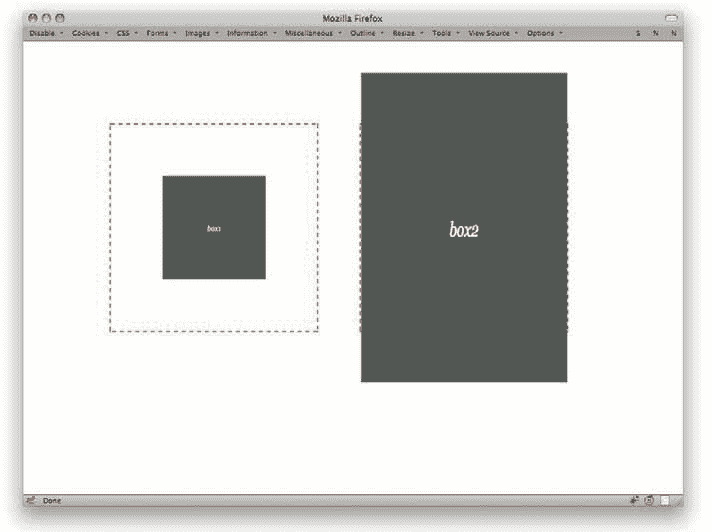 Mozilla Firefox
Disable Cookies CSS Forms Images Information Miscellaneous Outline Resize Tools View Source Options S N N
box1
box2
Done